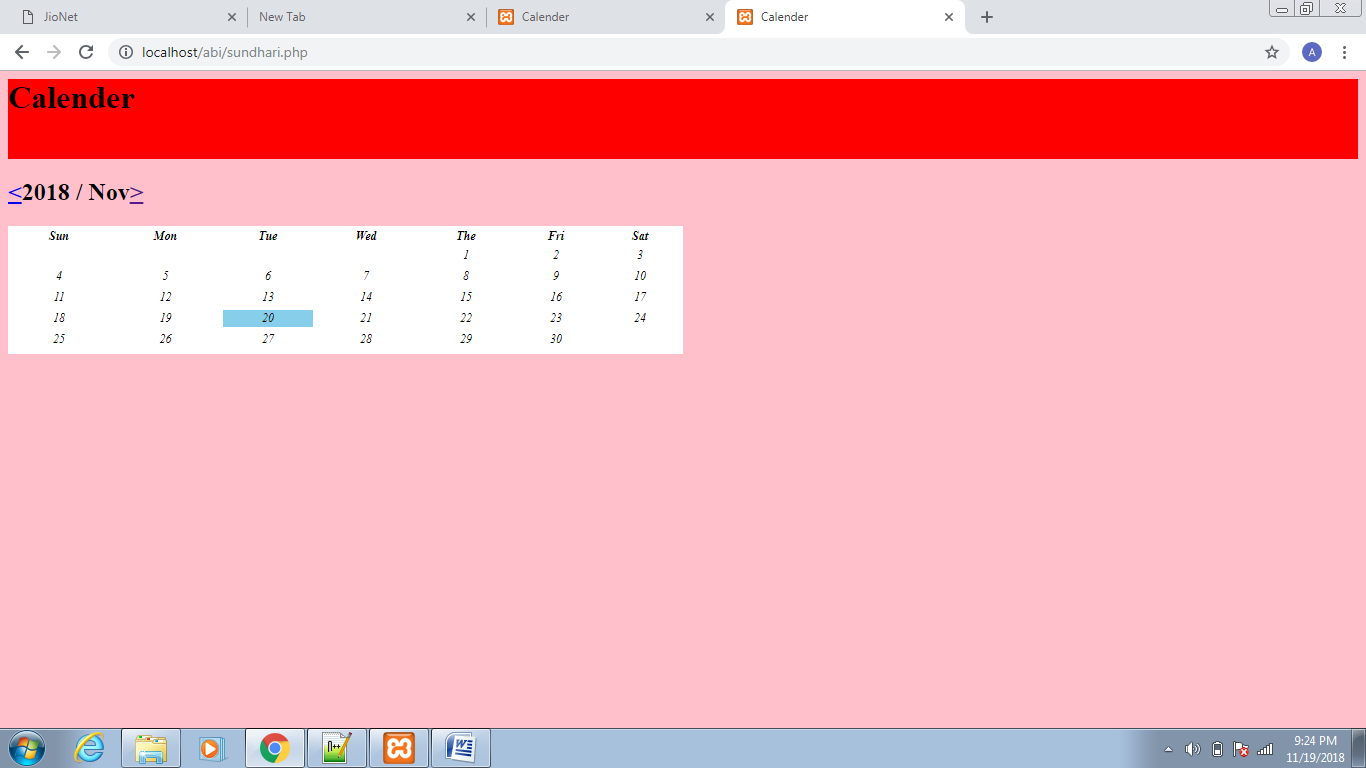 JioNet
New Tab
Calender
Calender
localhost/abi/sundhari.php
A
Calender
<2018 / Nov>
Sun Mon Tue Wed The Fri Sat
1 2 3
4 5 6 7 8 9 10
11 12 13 14 15 16 17
18 19 20 21 22 23 24
25 26 27 28 29 30
9:24 PM
11/19/2018